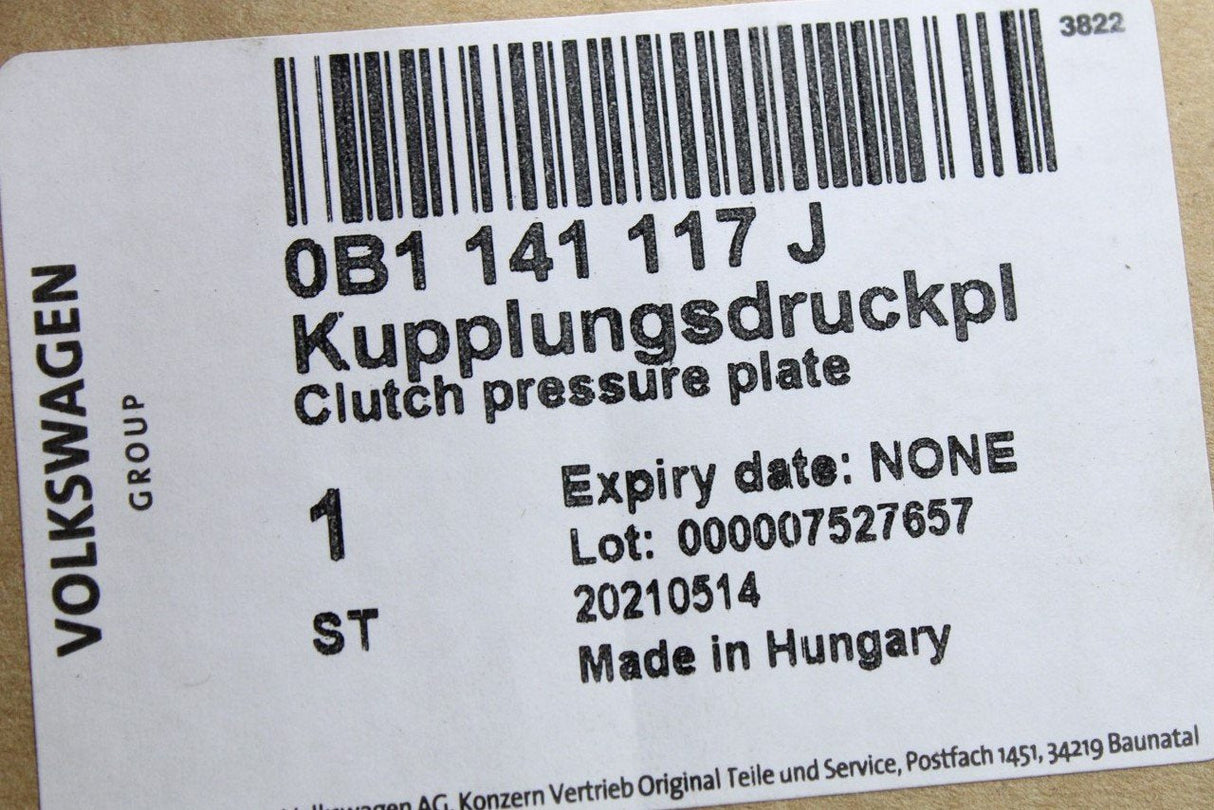 3822
0B1 141 117 J
Kupplungsdruckpl
Clutch pressure plate
VOLKSWAGEN
GROUP
1
ST
Expiry date: NONE
Lot: 000007527657
20210514
Made in Hungary
AG, Konzern Vertrieb Original Teile und Service, Postfach 1451, 34219 Baunatal